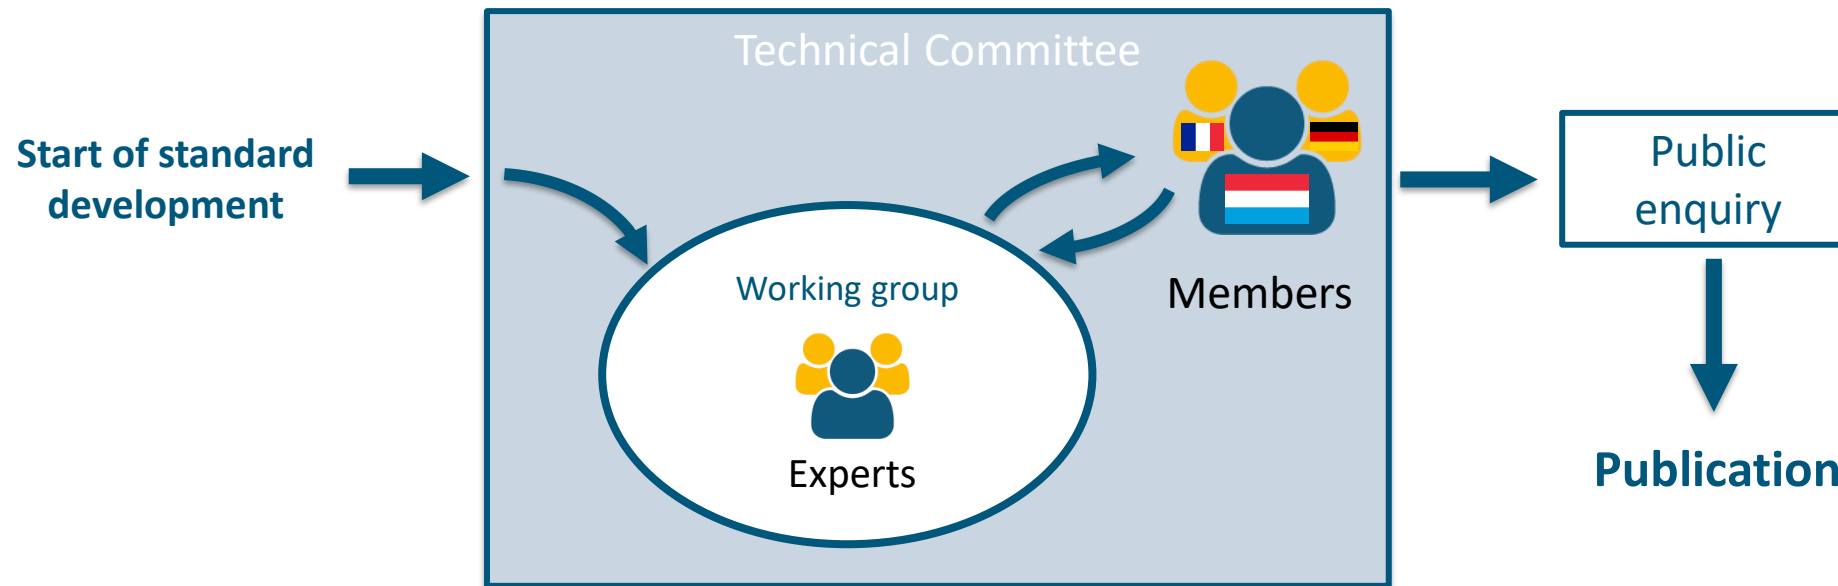 Technical Committee
Start of standard
development
Working group
Experts
Members
Public
enquiry
Publication